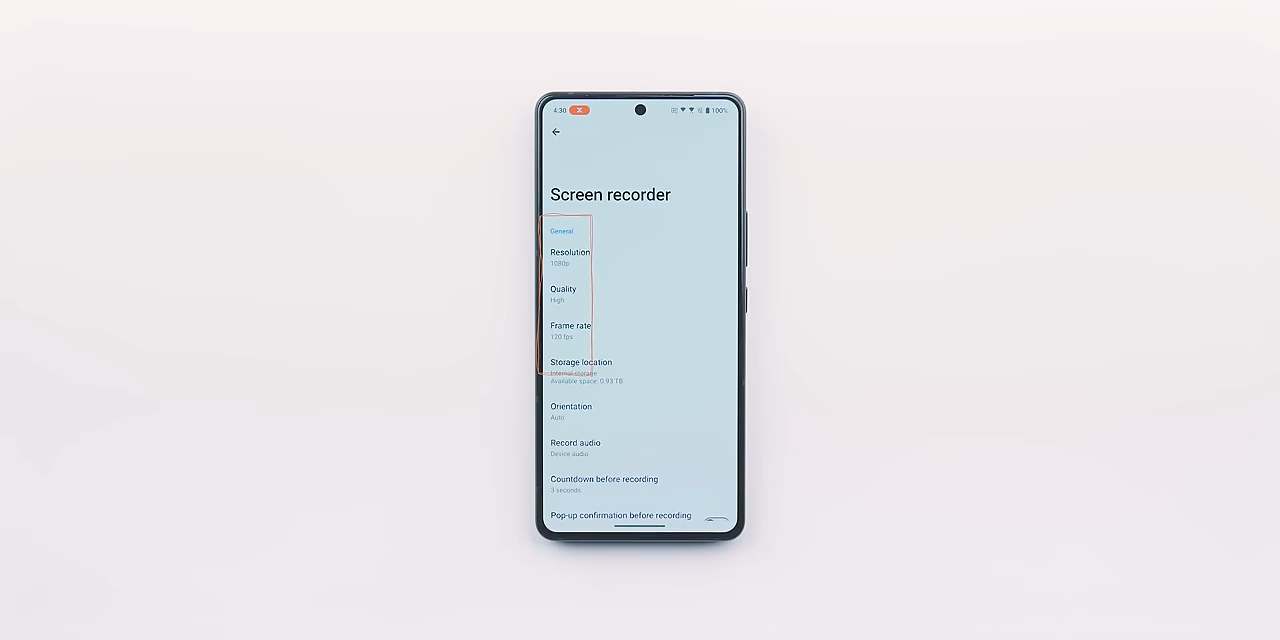 4:30
100%
Screen recorder
General
Resolution
1080p
Quality
High
Frame rate
120 fps
Storage location
Internal storage
Available space: 0.93 TB
Orientation
Auto
Record audio
Device audio
Countdown before recording
3 seconds
Pop-up confirmation before recording